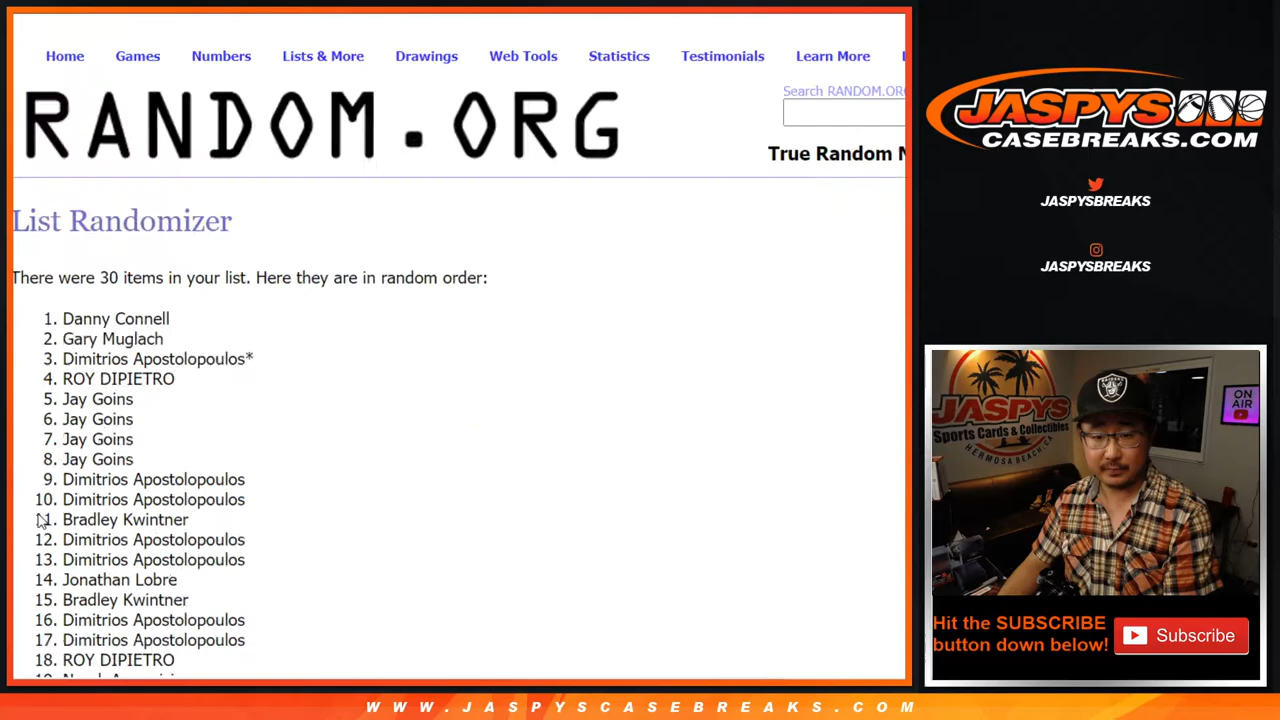 Home Games Numbers Lists & More Drawings Web Tools Statistics Testimonials Learn More
Search RANDOM.ORG
RANDOM.ORG
True Random
List Randomizer
There were 30 items in your list. Here they are in random order:
1. Danny Connell
2. Gary Muglach
3. Dimitrios Apostolopoulos*
4. ROY DIPIETRO
5. Jay Goins
6. Jay Goins
7. Jay Goins
8. Jay Goins
9. Dimitrios Apostolopoulos
10. Dimitrios Apostolopoulos
11. Bradley Kwintner
12. Dimitrios Apostolopoulos
13. Dimitrios Apostolopoulos
14. Jonathan Lobre
15. Bradley Kwintner
16. Dimitrios Apostolopoulos
17. Dimitrios Apostolopoulos
18. ROY DIPIETRO
JASPYS
CASEBREAKS.COM
JASPYSBREAKS
JASPYSBREAKS
JASPYS
Sports Cards & Collectibles
HERMOSA BEACH, CA
ON
AIR
Hit the SUBSCRIBE
button down below!
Subscribe
WWW.JASPYSCASEBREAKS.COM